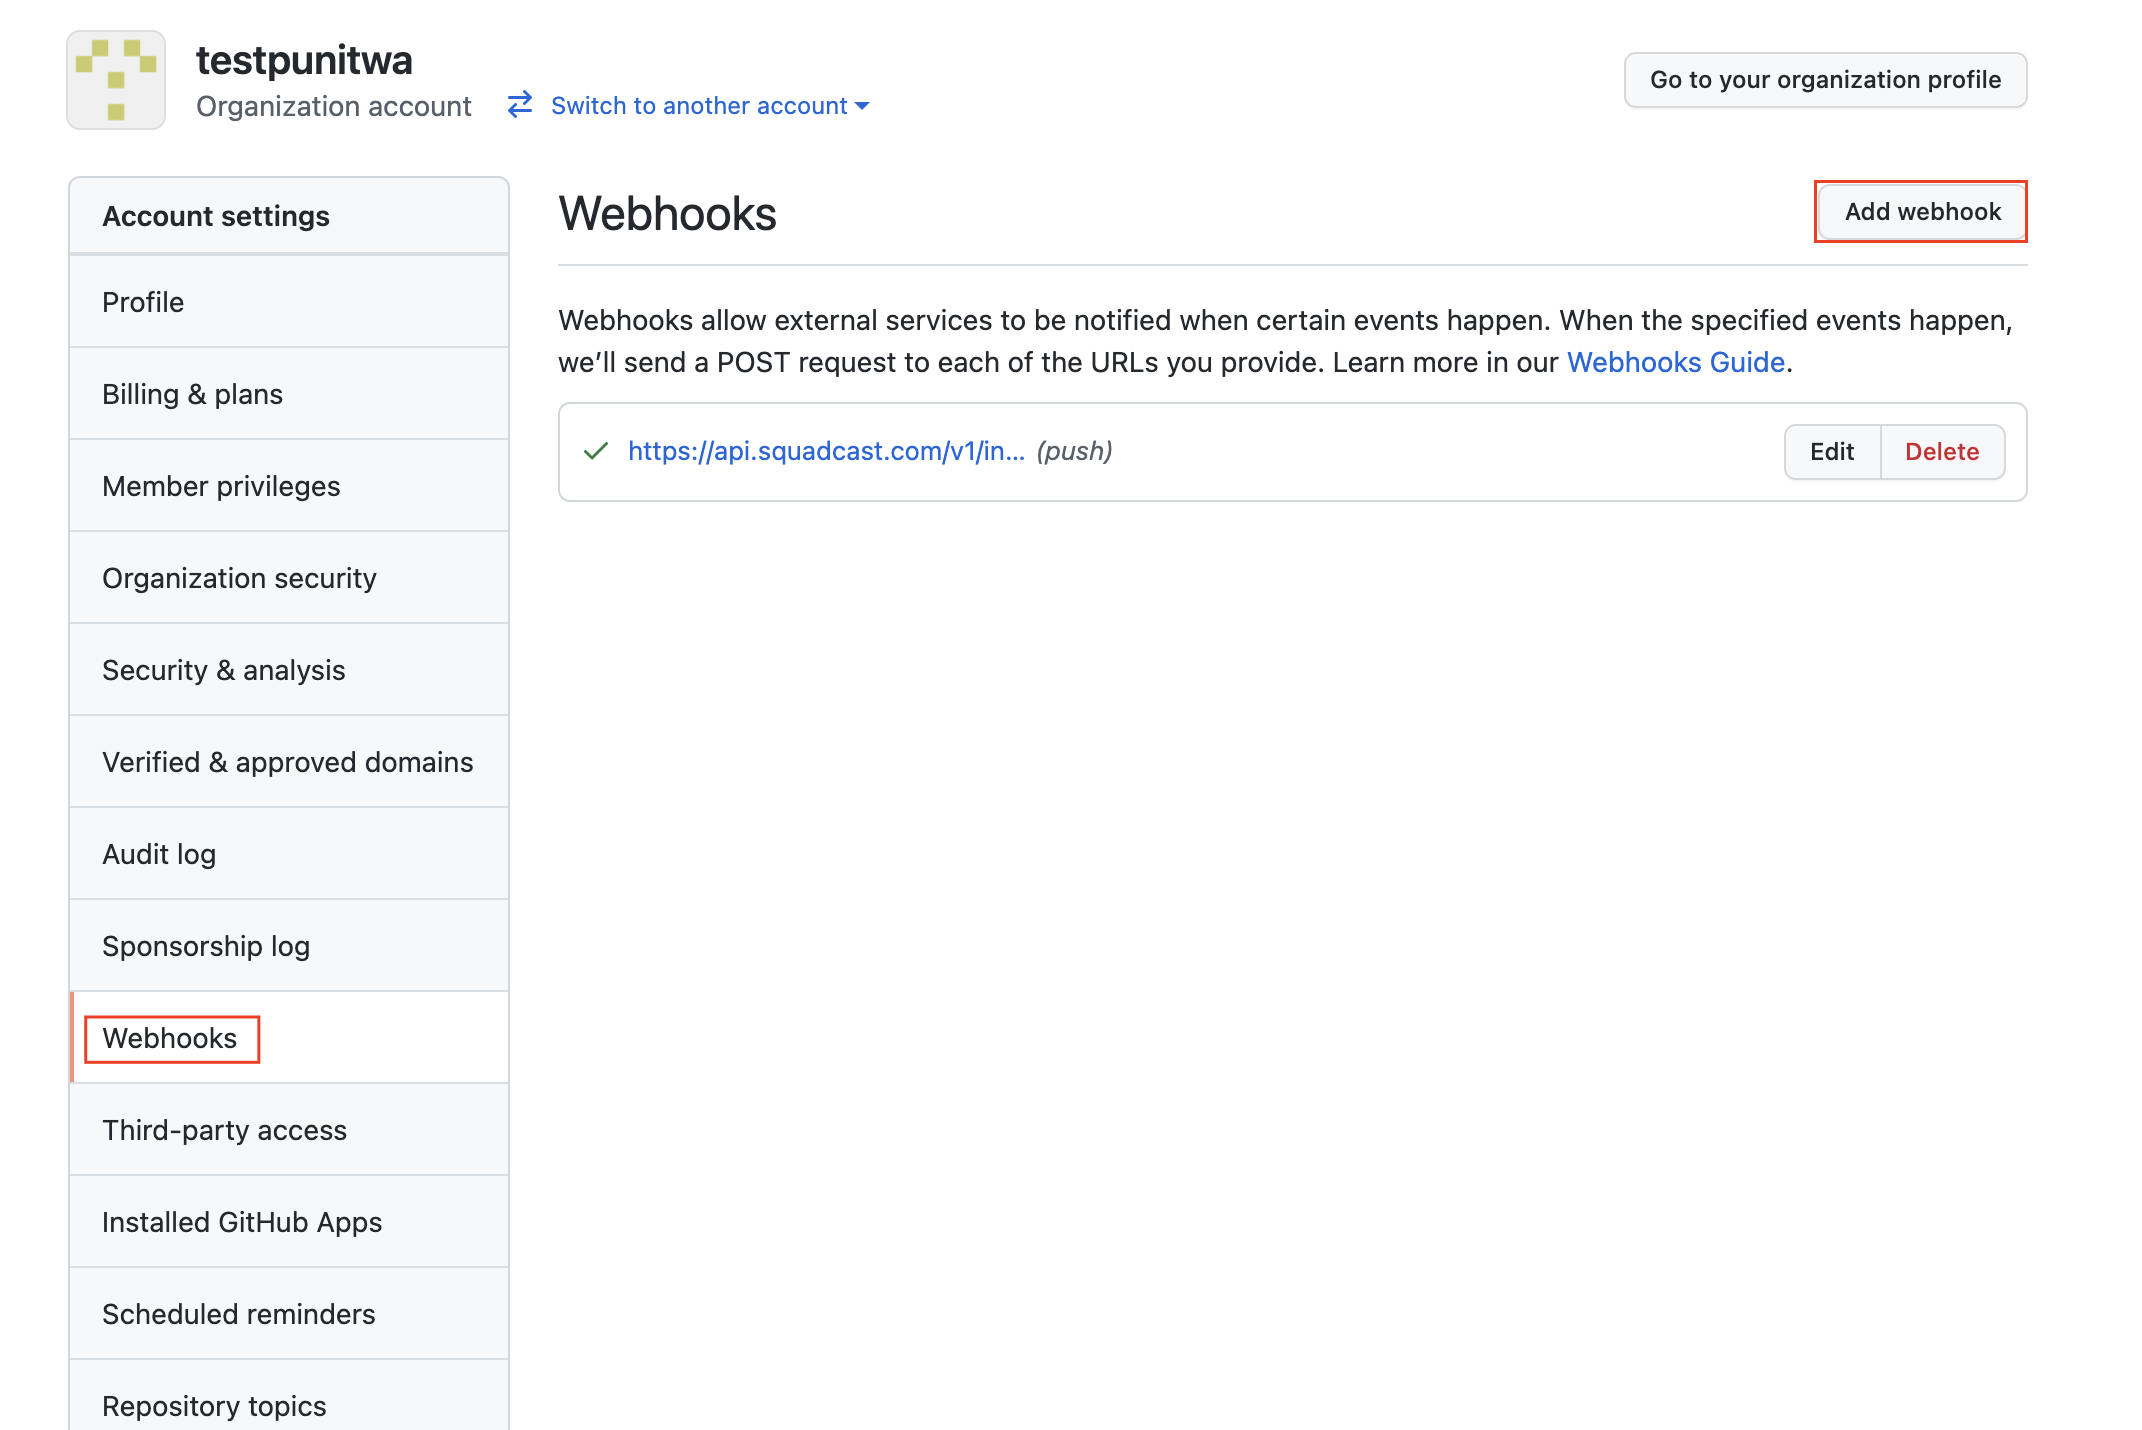 testpunitwa
Organization account
Switch to another account
Go to your organization profile
Account settings
Profile
Billing & plans
Member privileges
Organization security
Security & analysis
Verified & approved domains
Audit log
Sponsorship log
Webhooks
Third-party access
Installed GitHub Apps
Scheduled reminders
Repository topics
Webhooks
Add webhook
Webhooks allow external services to be notified when certain events happen. When the specified events happen,
we’ll send a POST request to each of the URLs you provide. Learn more in our Webhooks Guide.
https://api.squadcast.com/v1/in... (push)
Edit
Delete